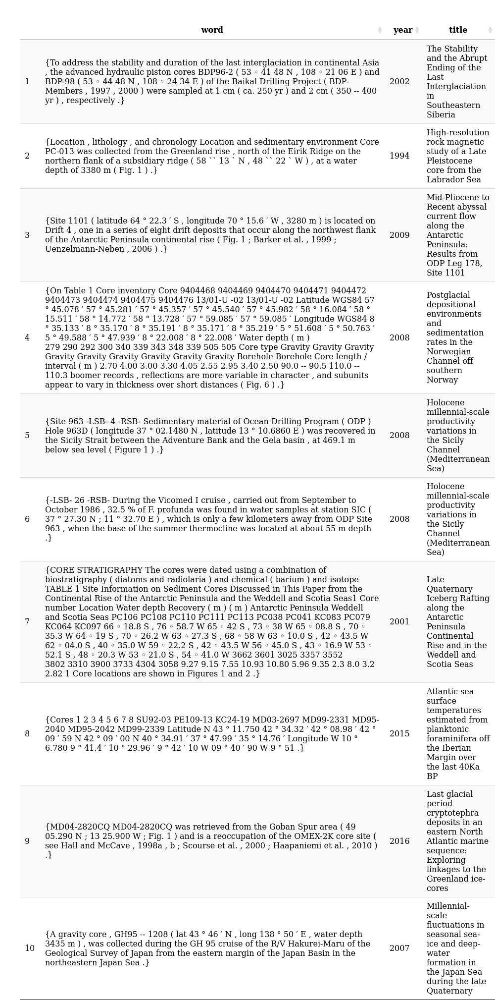 word year title
1
{To address the stability and duration of the last interglaciation in continental Asia
, the advanced hydraulic piston cores BDP96-2 ( 53 ◦ 41 48 N , 108 ◦ 21 06 E ) and
BDP-98 ( 53 ◦ 44 48 N , 108 ◦ 24 34 E ) of the Baikal Drilling Project ( BDP-
Members , 1997 , 2000 ) were sampled at 1 cm ( ca. 250 yr ) and 2 cm ( 350 -- 400
yr ) , respectively .}
2002
The Stability
and the Abrupt
Ending of the
Last
Interglaciation
in
Southeastern
Siberia
2
{Location , lithology , and chronology Location and sedimentary environment Core
PC-013 was collected from the Greenland rise , north of the Eirik Ridge on the
northern flank of a subsidiary ridge ( 58 `` 13 ` N , 48 `` 22 ` W ) , at a water
depth of 3380 m ( Fig. 1 ) .}
1994
High-resolution
rock magnetic
study of a Late
Pleistocene
core from the
Labrador Sea
3
{Site 1101 ( latitude 64 ° 22.3 ′ S , longitude 70 ° 15.6 ′ W , 3280 m ) is located on
Drift 4 , one in a series of eight drift deposits that occur along the northwest flank
of the Antarctic Peninsula continental rise ( Fig. 1 ; Barker et al. , 1999 ;
Uenzelmann-Neben , 2006 ) .}
2009
Mid-Pliocene to
Recent abyssal
current flow
along the
Antarctic
Peninsula:
Results from
ODP Leg 178,
Site 1101
4
{On Table 1 Core inventory Core 9404468 9404469 9404470 9404471 9404472
9404473 9404474 9404475 9404476 13/01-U -02 13/01-U -02 Latitude WGS84 57
° 45.078 ′ 57 ° 45.281 ′ 57 ° 45.357 ′ 57 ° 45.540 ′ 57 ° 45.982 ′ 58 ° 16.084 ′ 58 °
15.511 ′ 58 ° 14.772 ′ 58 ° 13.728 ′ 57 ° 59.085 ′ 57 ° 59.085 ′ Longitude WGS84 8
° 35.133 ′ 8 ° 35.170 ′ 8 ° 35.191 ′ 8 ° 35.171 ′ 8 ° 35.219 ′ 5 ° 51.608 ′ 5 ° 50.763 ′
5 ° 49.588 ′ 5 ° 47.939 ′ 8 ° 22.008 ′ 8 ° 22.008 ′ Water depth ( m )
279 290 292 300 340 339 343 348 339 505 505 Core type Gravity Gravity Gravity
Gravity Gravity Gravity Gravity Gravity Gravity Borehole Borehole Core length /
interval ( m ) 2.70 4.00 3.00 3.30 4.05 2.55 2.95 3.40 2.50 90.0 -- 90.5 110.0 --
110.3 boomer records , reflections are more variable in character , and subunits
appear to vary in thickness over short distances ( Fig. 6 ) .}
2008
Postglacial
depositional
environments
and
sedimentation
rates in the
Norwegian
Channel off
southern
Norway
5
{Site 963 -LSB- 4 -RSB- Sedimentary material of Ocean Drilling Program ( ODP )
Hole 963D ( longitude 37 ° 02.1480 N , latitude 13 ° 10.6860 E ) was recovered in
the Sicily Strait between the Adventure Bank and the Gela basin , at 469.1 m
below sea level ( Figure 1 ) .}
2008
Holocene
millennial-scale
productivity
variations in
the Sicily
Channel
(Mediterranean
Sea)
6
{-LSB- 26 -RSB- During the Vicomed I cruise , carried out from September to
October 1986 , 32.5 % of F. profunda was found in water samples at station SIC (
37 ° 27.30 N ; 11 ° 32.70 E ) , which is only a few kilometers away from ODP Site
963 , when the base of the summer thermocline was located at about 55 m depth
.}
2008
Holocene
millennial-scale
productivity
variations in
the Sicily
Channel
(Mediterranean
Sea)
7
{CORE STRATIGRAPHY The cores were dated using a combination of
biostratigraphy ( diatoms and radiolaria ) and chemical ( barium ) and isotope
TABLE 1 Site Information on Sediment Cores Discussed in This Paper from the
Continental Rise of the Antarctic Peninsula and the Weddell and Scotia Seas1 Core
number Location Water depth Recovery ( m ) ( m ) Antarctic Peninsula Weddell
and Scotia Seas PC106 PC108 PC110 PC111 PC113 PC038 PC041 KC083 PC079
KC064 KC097 66 ◦ 18.8 S , 76 ◦ 58.7 W 65 ◦ 42 S , 73 ◦ 38 W 65 ◦ 08.8 S , 70 ◦
35.3 W 64 ◦ 19 S , 70 ◦ 26.2 W 63 ◦ 27.3 S , 68 ◦ 58 W 63 ◦ 10.0 S , 42 ◦ 43.5 W
62 ◦ 04.0 S , 40 ◦ 35.0 W 59 ◦ 22.2 S , 42 ◦ 43.5 W 56 ◦ 45.0 S , 43 ◦ 16.9 W 53 ◦
52.1 S , 48 ◦ 20.3 W 53 ◦ 21.0 S , 54 ◦ 41.0 W 3662 3601 3025 3357 3552
3802 3310 3900 3733 4304 3058 9.27 9.15 7.55 10.93 10.80 5.96 9.35 2.3 8.0 3.2
2.82 1 Core locations are shown in Figures 1 and 2 .}
2001
Late
Quaternary
Iceberg Rafting
along the
Antarctic
Peninsula
Continental
Rise and in the
Weddell and
Scotia Seas
8
{Cores 1 2 3 4 5 6 7 8 SU92-03 PE109-13 KC24-19 MD03-2697 MD99-2331 MD95-
2040 MD95-2042 MD99-2339 Latitude N 43 ° 11.750 42 ° 34.32 ′ 42 ° 08.98 ′ 42 °
09 ′ 59 N 42 ° 09 ′ 00 N 40 ° 34.91 ′ 37 ° 47.99 ′ 35 ° 14.76 ′ Longitude W 10 °
6.780 9 ° 41.4 ′ 10 ° 29.96 ′ 9 ° 42 ′ 10 W 09 ° 40 ′ 90 W 9 ° 51 .}
2015
Atlantic sea
surface
temperatures
estimated from
planktonic
foraminifera off
the Iberian
Margin over
the last 40Ka
BP
9
{MD04-2820CQ MD04-2820CQ was retrieved from the Goban Spur area ( 49
05.290 N ; 13 25.900 W ; Fig. 1 ) and is a reoccupation of the OMEX-2K core site (
see Hall and McCave , 1998a , b ; Scourse et al. , 2000 ; Haapaniemi et al. , 2010 )
.}
2016
Last glacial
period
cryptotephra
deposits in an
eastern North
Atlantic marine
sequence:
Exploring
linkages to the
Greenland ice-
cores
10
{A gravity core , GH95 -- 1208 ( lat 43 ° 46 ′ N , long 138 ° 50 ′ E , water depth
3435 m ) , was collected during the GH 95 cruise of the R/V Hakurei-Maru of the
Geological Survey of Japan from the eastern margin of the Japan Basin in the
northeastern Japan Sea .}
2007
Millennial-
scale
fluctuations in
seasonal sea-
ice and deep-
water
formation in
the Japan Sea
during the late
Quaternary